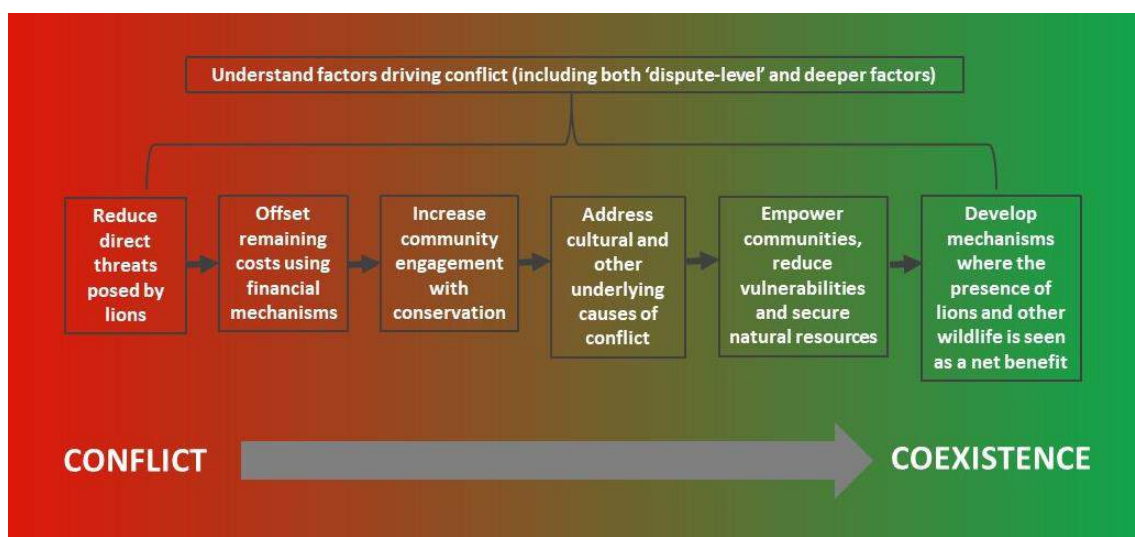 Understand factors driving conflict (including both ‘dispute-level’ and deeper factors)
Reduce
direct
threats
posed by
lions
Offset
remaining
costs using
financial
mechanisms
Increase
community
engagement
with
conservation
Address
cultural and
other
underlying
causes of
conflict
Empower
communities,
reduce
vulnerabilities
and secure
natural resources
Develop
mechanisms
where the
presence of
lions and other
wildlife is seen
as a net benefit
CONFLICT
COEXISTENCE